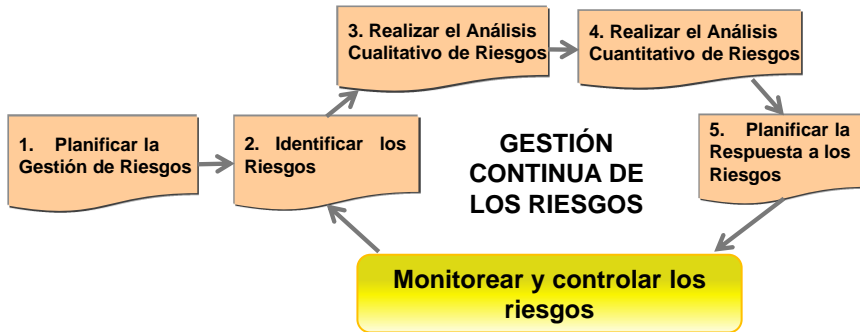 3. Realizar el Análisis
Cualitativo de Riesgos
4. Realizar el Análisis
Cuantitativo de Riesgos
1. Planificar la
Gestión de Riesgos
2. Identificar los
Riesgos
GESTIÓN
CONTINUA DE
LOS RIESGOS
5. Planificar la
Respuesta a los
Riesgos
Monitorear y controlar los
riesgos